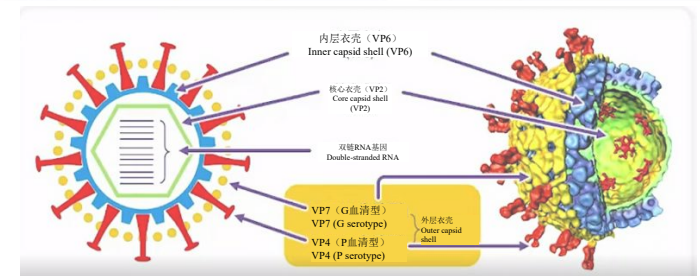 内层衣壳（VP6）
Inner capsid shell (VP6)
核心衣壳（VP2）
Core capsid shell
(VP2)
双链RNA基因
Double-stranded RNA
VP7（G血清型）
VP7 (G serotype)
VP4（P血清型）
VP4 (P serotype)
外层衣壳
Outer capsid
shell